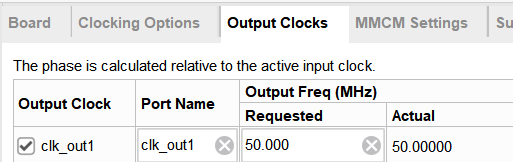 Board Clocking Options Output Clocks MMCM Settings Su
The phase is calculated relative to the active input clock.
Output Clock Port Name Output Freq (MHz)
Requested Actual
clk_out1 clk_out1 50.000 50.00000